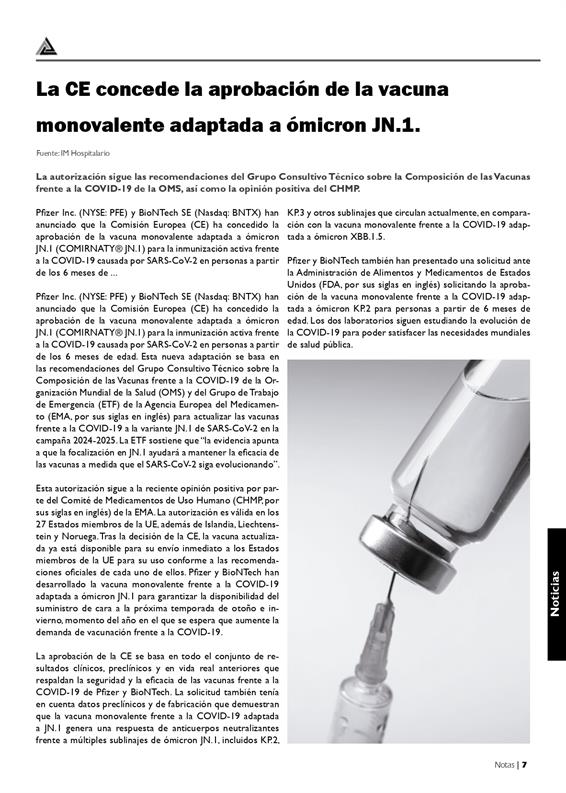 La CE concede la aprobación de la vacuna
monovalente adaptada a ómicron JN.1.
Fuente: IM Hospitalario
La autorización sigue las recomendaciones del Grupo Consultivo Técnico sobre la Composición de las Vacunas
frente a la COVID-19 de la OMS, así como la opinión positiva del CHMP.
Pfizer Inc. (NYSE: PFE) y BioNTech SE (Nasdaq: BNTX) han
anunciado que la Comisión Europea (CE) ha concedido la
aprobación de la vacuna monovalente adaptada a ómicron
JN.1 (COMIRNATY® JN.1) para la inmunización activa frente
a la COVID-19 causada por SARS-CoV-2 en personas a partir
de los 6 meses de ...
Pfizer Inc. (NYSE: PFE) y BioNTech SE (Nasdaq: BNTX) han
anunciado que la Comisión Europea (CE) ha concedido la
aprobación de la vacuna monovalente adaptada a ómicron
JN.1 (COMIRNATY® JN.1) para la inmunización activa frente
a la COVID-19 causada por SARS-CoV-2 en personas a partir
de los 6 meses de edad. Esta nueva adaptación se basa en
las recomendaciones del Grupo Consultivo Técnico sobre la
Composición de las Vacunas frente a la COVID-19 de la Or-
ganización Mundial de la Salud (OMS) y del Grupo de Trabajo
de Emergencia (ETF) de la Agencia Europea del Medicamen-
to (EMA, por sus siglas en inglés) para actualizar las vacunas
frente a la COVID-19 a la variante JN.1 de SARS-CoV-2 en la
campaña 2024-2025. La ETF sostiene que “la evidencia apunta
a que la focalización en JN.1 ayudará a mantener la eficacia de
las vacunas a medida que el SARS-CoV-2 siga evolucionando”.
Esta autorización sigue a la reciente opinión positiva por par-
te del Comité de Medicamentos de Uso Humano (CHMP, por
sus siglas en inglés) de la EMA. La autorización es válida en los
27 Estados miembros de la UE, además de Islandia, Liechtens-
tein y Noruega. Tras la decisión de la CE, la vacuna actualiza-
da ya está disponible para su envío inmediato a los Estados
miembros de la UE para su uso conforme a las recomenda-
ciones oficiales de cada uno de ellos. Pfizer y BioNTech han
desarrollado la vacuna monovalente frente a la COVID-19
adaptada a ómicron JN.1 para garantizar la disponibilidad del
suministro de cara a la próxima temporada de otoño e in-
vierno, momento del año en el que se espera que aumente la
demanda de vacunación frente a la COVID-19.
La aprobación de la CE se basa en todo el conjunto de re-
sultados clínicos, preclínicos y en vida real anteriores que
respaldan la seguridad y la eficacia de las vacunas frente a la
COVID-19 de Pfizer y BioNTech. La solicitud también tenía
en cuenta datos preclínicos y de fabricación que demuestran
que la vacuna monovalente frente a la COVID-19 adaptada
a JN.1 genera una respuesta de anticuerpos neutralizantes
frente a múltiples sublinajes de ómicron JN.1, incluidos KP.2,
KP.3 y otros sublinajes que circulan actualmente, en compara-
ción con la vacuna monovalente frente a la COVID-19 adap-
tada a ómicron XBB.1.5.
Pfizer y BioNTech también han presentado una solicitud ante
la Administración de Alimentos y Medicamentos de Estados
Unidos (FDA, por sus siglas en inglés) solicitando la aproba-
ción de la vacuna monovalente frente a la COVID-19 adap-
tada a ómicron KP.2 para personas a partir de 6 meses de
edad. Los dos laboratorios siguen estudiando la evolución de
la COVID-19 para poder satisfacer las necesidades mundiales
de salud pública.
Noticias
Notas | 7